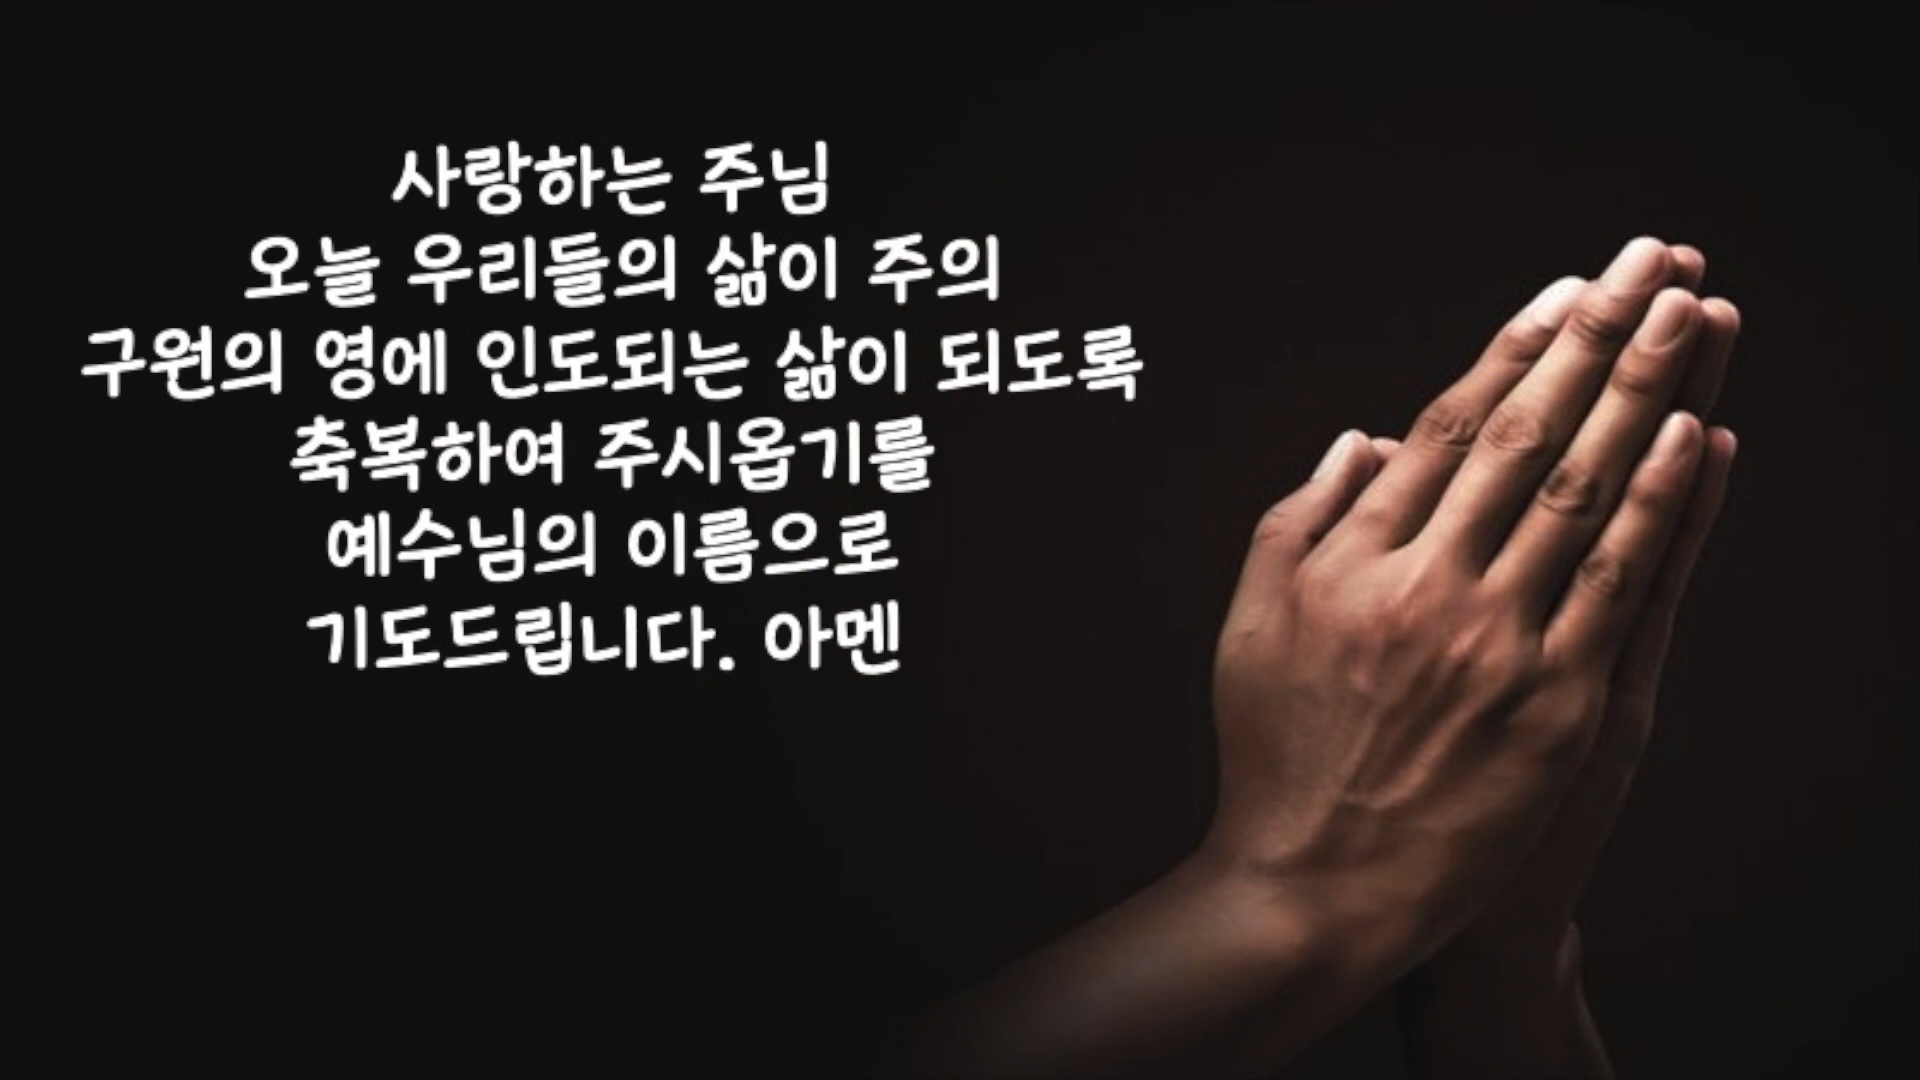 사랑하는 주님
오늘 우리들의 삶이 주의
구원의 영에 인도되는 삶이 되도록
축복하여 주시옵기를
예수님의 이름으로
기도드립니다. 아멘